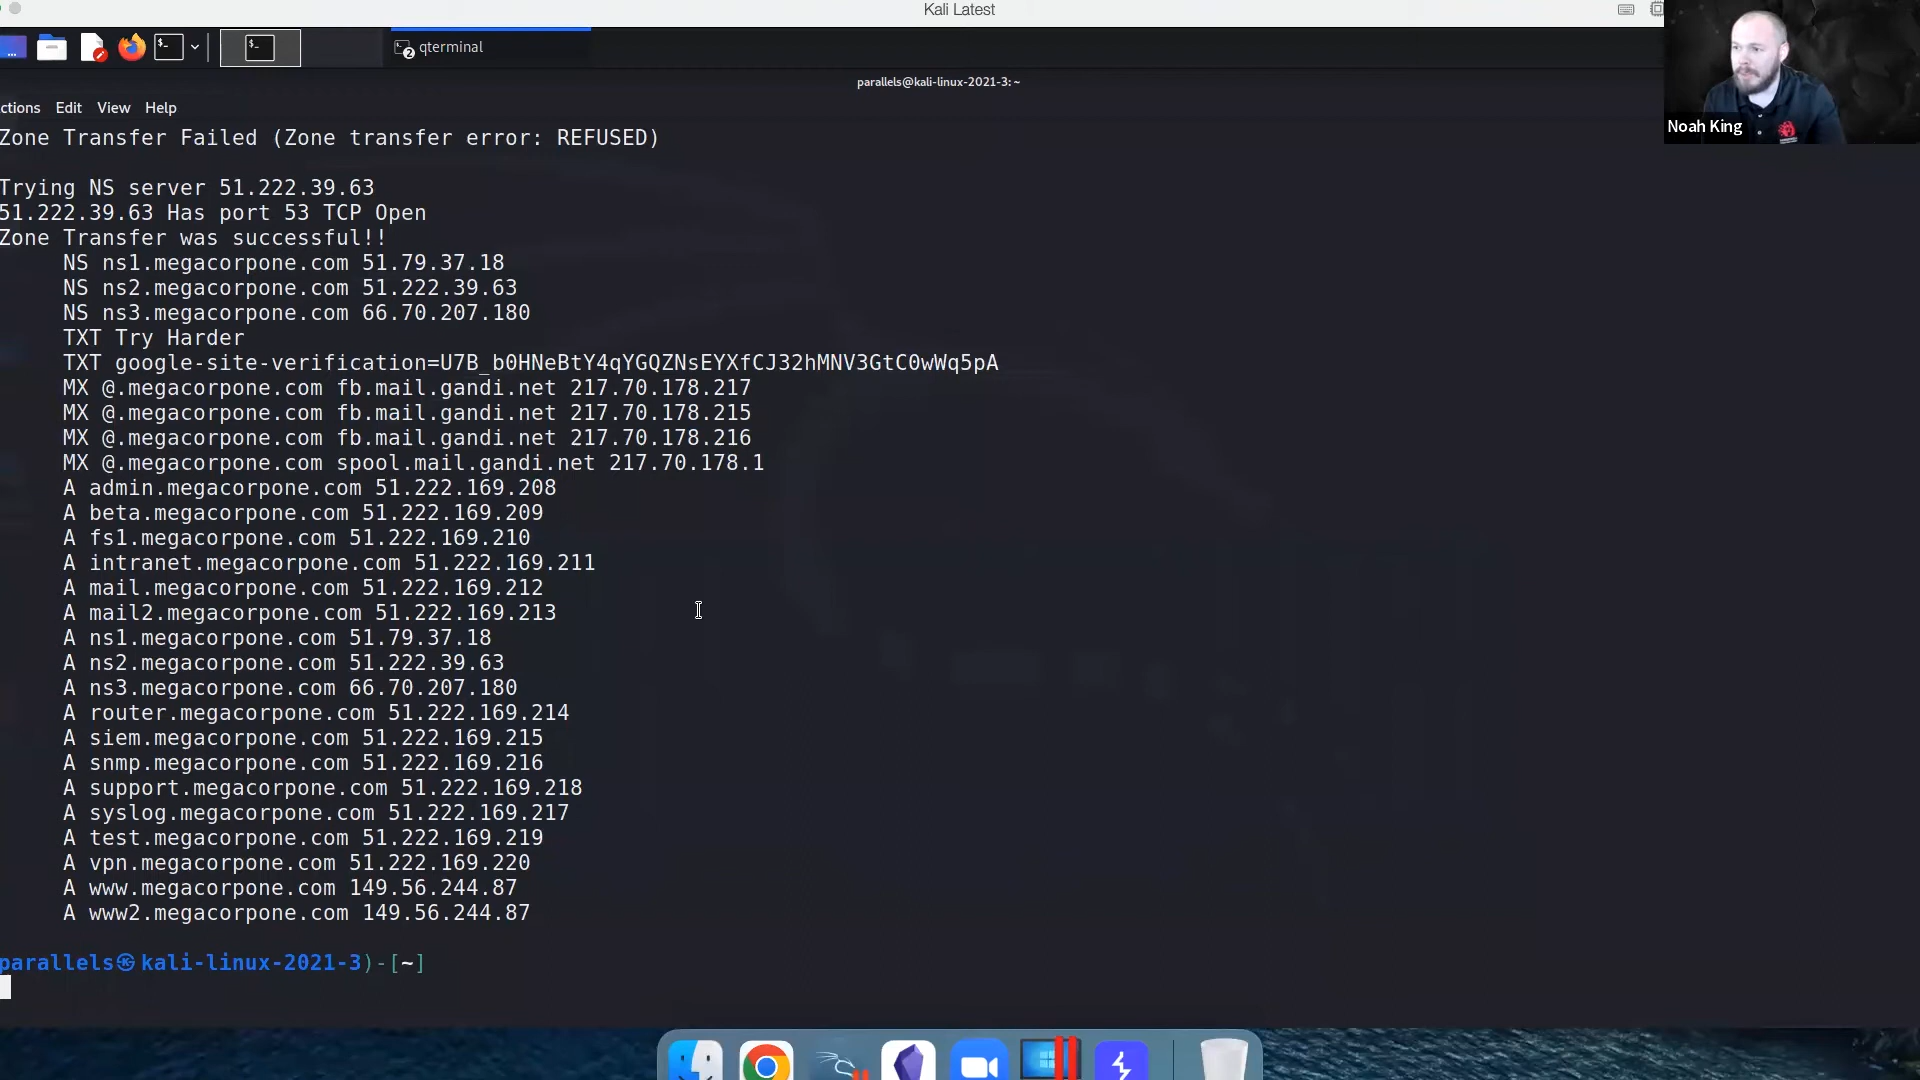 Kali Latest
qterminal
parallels@kali-linux-2021-3: ~
ctions Edit View Help
Noah King
Zone Transfer Failed (Zone transfer error: REFUSED)
Trying NS server 51.222.39.63
51.222.39.63 Has port 53 TCP Open
Zone Transfer was successful!!
NS ns1.megacorpone.com 51.79.37.18
NS ns2.megacorpone.com 51.222.39.63
NS ns3.megacorpone.com 66.70.207.180
TXT Try Harder
TXT google-site-verification=U7B_b0HNeBtY4qYGQZNsEYXfCJ32hMNV3GtC0wWq5pA
MX @.megacorpone.com fb.mail.gandi.net 217.70.178.217
MX @.megacorpone.com fb.mail.gandi.net 217.70.178.215
MX @.megacorpone.com fb.mail.gandi.net 217.70.178.216
MX @.megacorpone.com spool.mail.gandi.net 217.70.178.1
A admin.megacorpone.com 51.222.169.208
A beta.megacorpone.com 51.222.169.209
A fs1.megacorpone.com 51.222.169.210
A intranet.megacorpone.com 51.222.169.211
A mail.megacorpone.com 51.222.169.212
A mail2.megacorpone.com 51.222.169.213
A ns1.megacorpone.com 51.79.37.18
A ns2.megacorpone.com 51.222.39.63
A ns3.megacorpone.com 66.70.207.180
A router.megacorpone.com 51.222.169.214
A siem.megacorpone.com 51.222.169.215
A snmp.megacorpone.com 51.222.169.216
A support.megacorpone.com 51.222.169.218
A syslog.megacorpone.com 51.222.169.217
A test.megacorpone.com 51.222.169.219
A vpn.megacorpone.com 51.222.169.220
A www.megacorpone.com 149.56.244.87
A www2.megacorpone.com 149.56.244.87
parallels㉿kali-linux-2021-3)-[~]